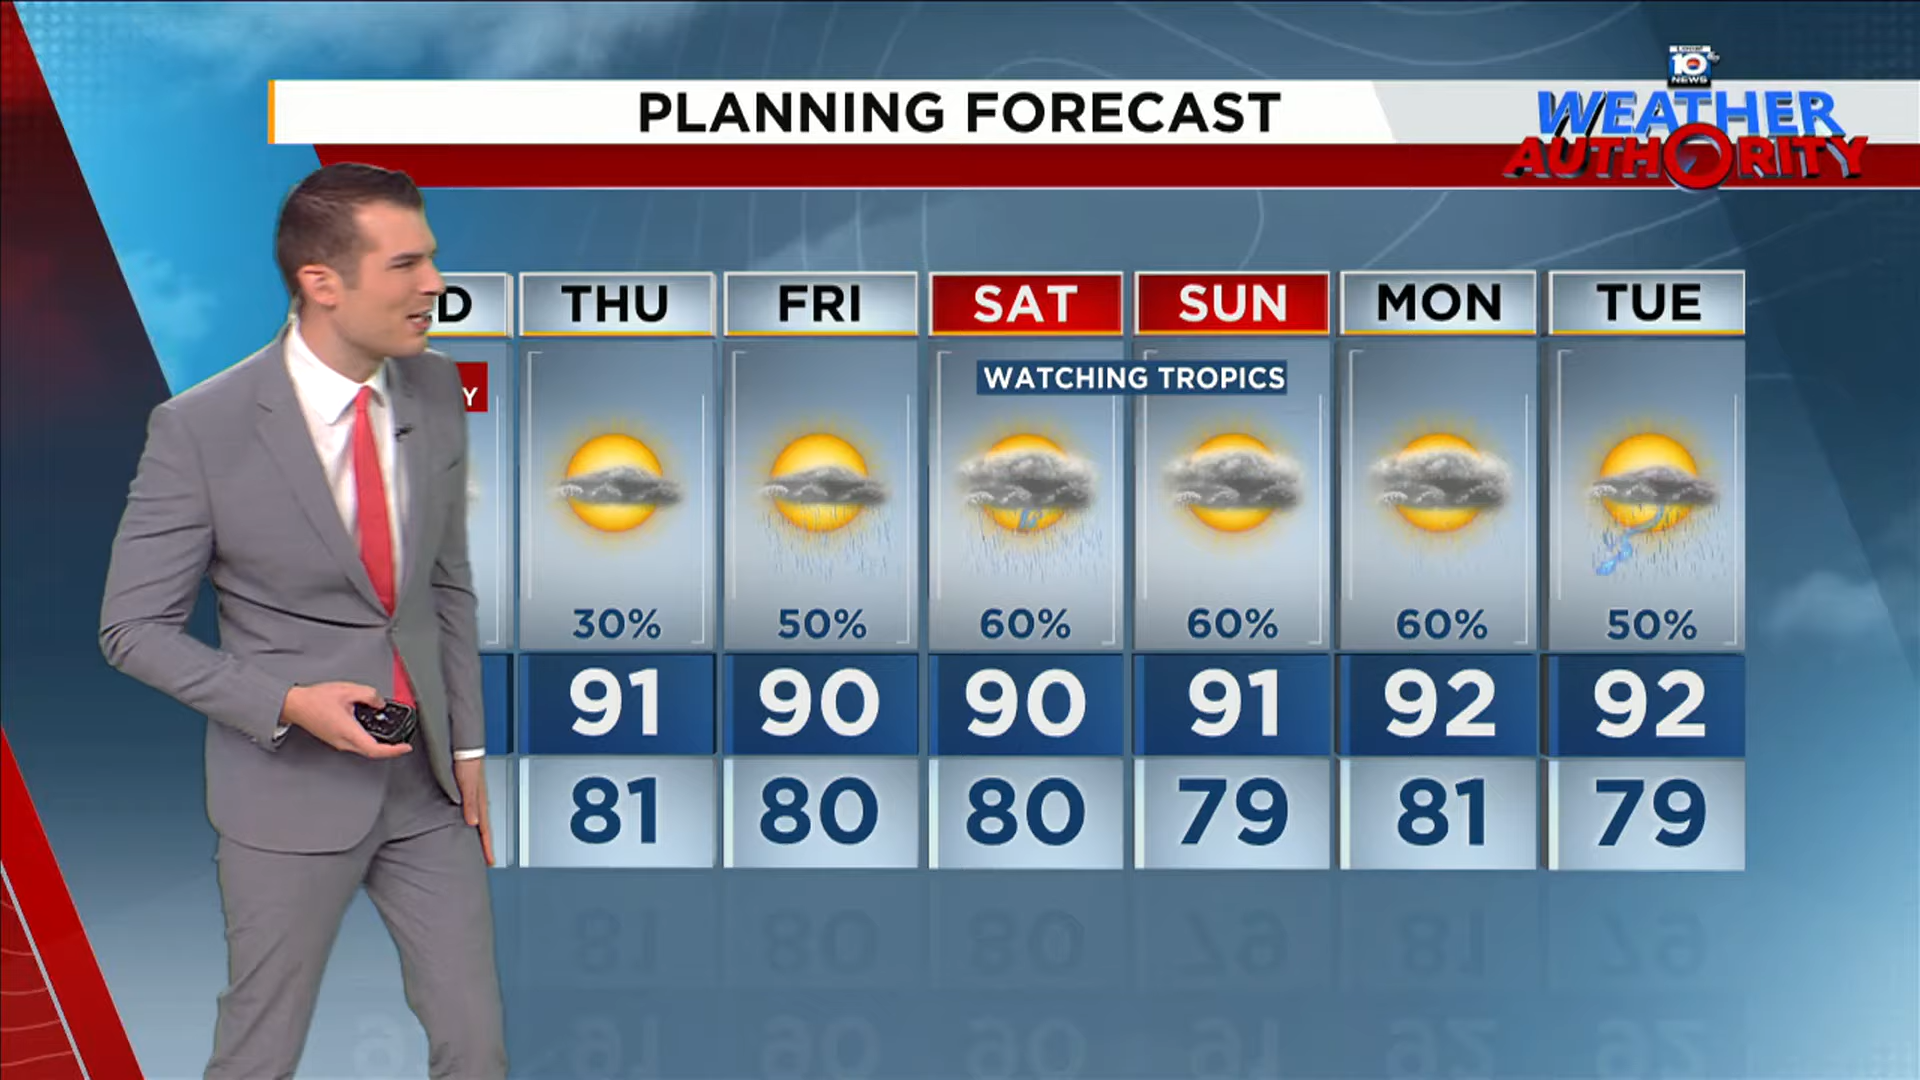 PLANNING FORECAST
LOCAL
10
NEWS
WEATHER
AUTHORITY
D THU FRI SAT SUN MON TUE
Y WATCHING TROPICS
30% 50% 60% 60% 60% 50%
91 90 90 91 92 92
81 80 80 79 81 79